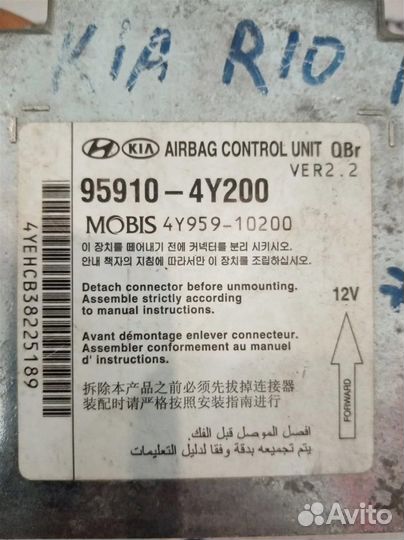 KIA RIO
HYUNDAI KIA AIRBAG CONTROL UNIT QBr
VER2.2
95910-4Y200
MOBIS 4Y959-10200
이 장치를 떼어내기 전에 커넥터를 분리 시키시오.
안내 책자의 지침에 따라서만 이 장치를 조립하십시오.
Detach connector before unmounting.
Assemble strictly according
to manual instructions.
12V
Avant démontage enlever connecteur.
Assembler conformement au manuel
d' instructions.
FORWARD
拆除本产品之前必须先拔掉连接器
装配时请严格按照安装指南进行
افصل الموصل قبل الفك.
يتم تجميعه بدقة وفقا لدليل التعليمات
4YEHCB38225189
Avito